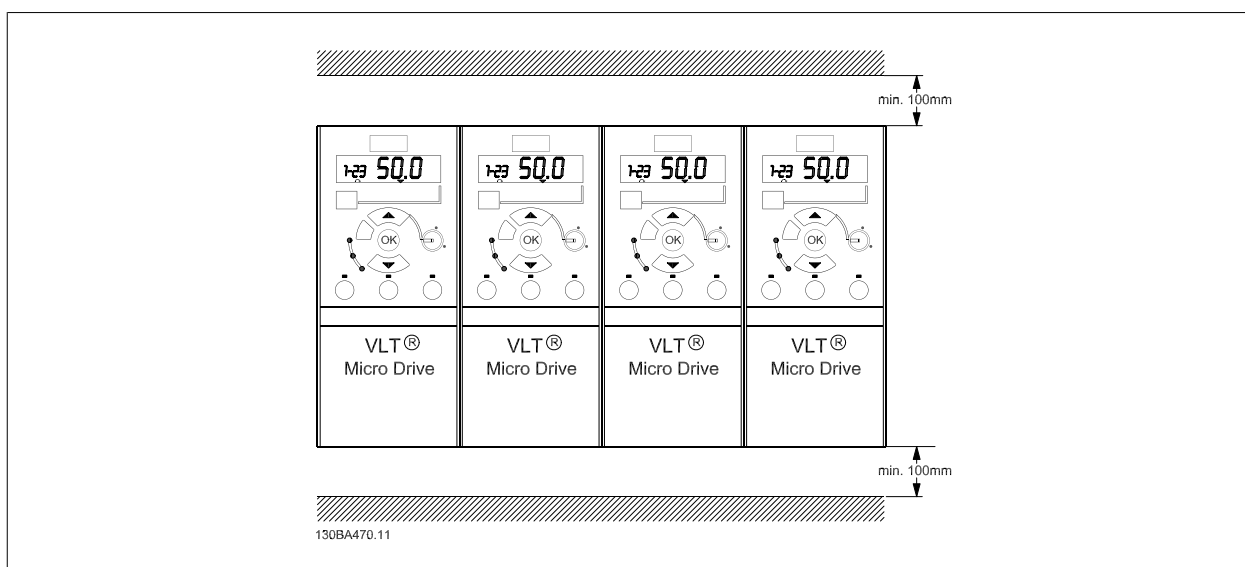 min. 100mm
1-23 50.0
1-23 50.0
1-23 50.0
1-23 50.0
OK
OK
OK
OK
VLT®
Micro Drive
VLT®
Micro Drive
VLT®
Micro Drive
VLT®
Micro Drive
min. 100mm
130BA470.11